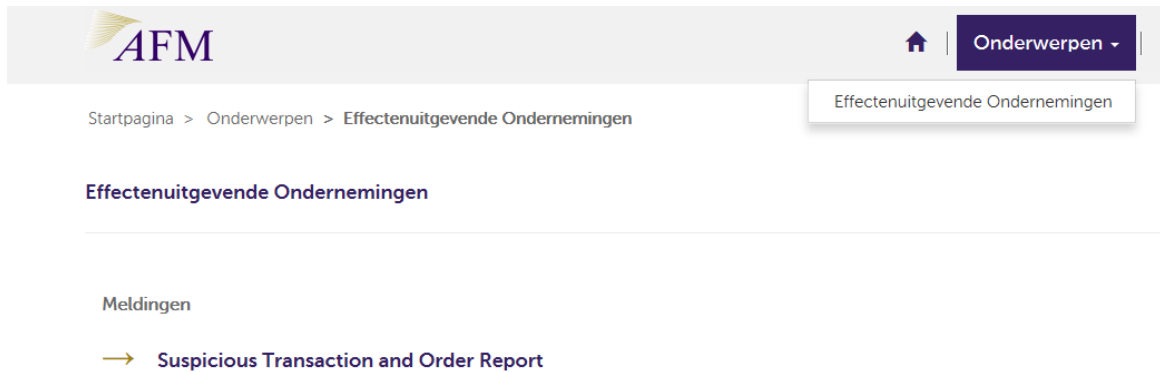 AFM
Onderwerpen
Effectenuitgevende Ondernemingen
Startpagina > Onderwerpen > Effectenuitgevende Ondernemingen
Effectenuitgevende Ondernemingen
Meldingen
→ Suspicious Transaction and Order Report